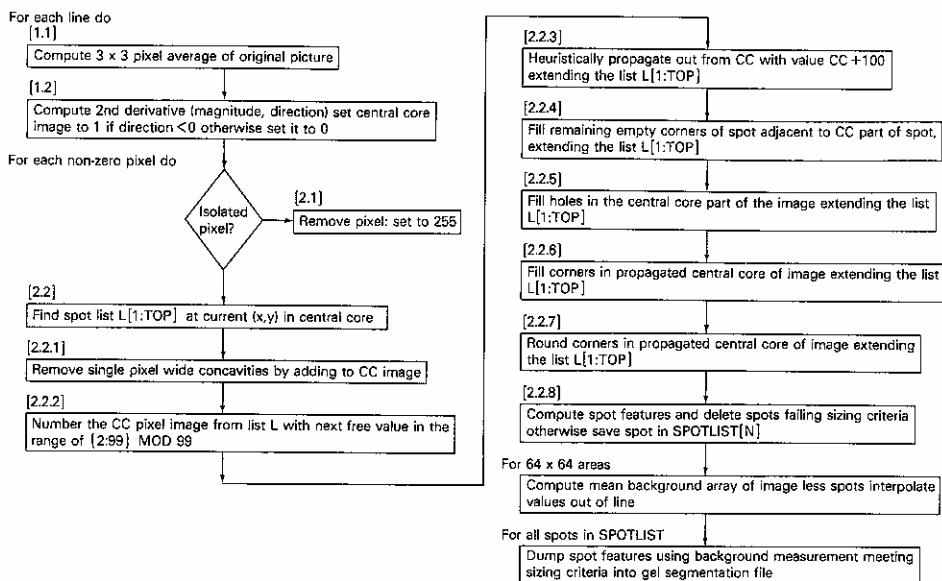 For each line do
[1.1]
Compute 3 x 3 pixel average of original picture
[1.2]
Compute 2nd derivative (magnitude, direction) set central core
image to 1 if direction <0 otherwise set it to 0
For each non-zero pixel do
Isolated
pixel?
[2.1]
Remove pixel: set to 255
[2.2]
Find spot list L[1:TOP] at current (x,y) in central core
[2.2.1]
Remove single pixel wide concavities by adding to CC image
[2.2.2]
Number the CC pixel image from list L with next free value in the
range of {2:99} MOD 99
[2.2.3]
Heuristically propagate out from CC with value CC+100
extending the list L[1:TOP]
[2.2.4]
Fill remaining empty corners of spot adjacent to CC part of spot,
extending the list L[1:TOP]
[2.2.5]
Fill holes in the central core part of the image extending the list
L[1:TOP]
[2.2.6]
Fill corners in propagated central core of image extending the list
L[1:TOP]
[2.2.7]
Round corners in propagated central core of image extending
the list L[1:TOP]
[2.2.8]
Compute spot features and delete spots failing sizing criteria
otherwise save spot in SPOTLIST[N]
For 64 x 64 areas
Compute mean background array of image less spots interpolate
values out of line
For all spots in SPOTLIST
Dump spot features using background measurement meeting
sizing criteria into gel segmentation file